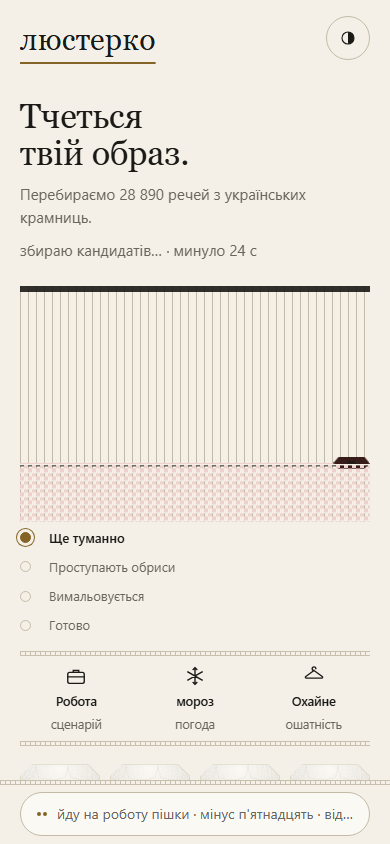 люстерко
Тчеться
твій образ.
Перебираємо 28 890 речей з українських
крамниць.
збираю кандидатів... · минуло 24 с
Ще туманно
Проступають обриси
Вимальовується
Готово
Робота
сценарій
мороз
погода
Охайне
ошатність
йду на роботу пішки · мінус п'ятнадцять · від...